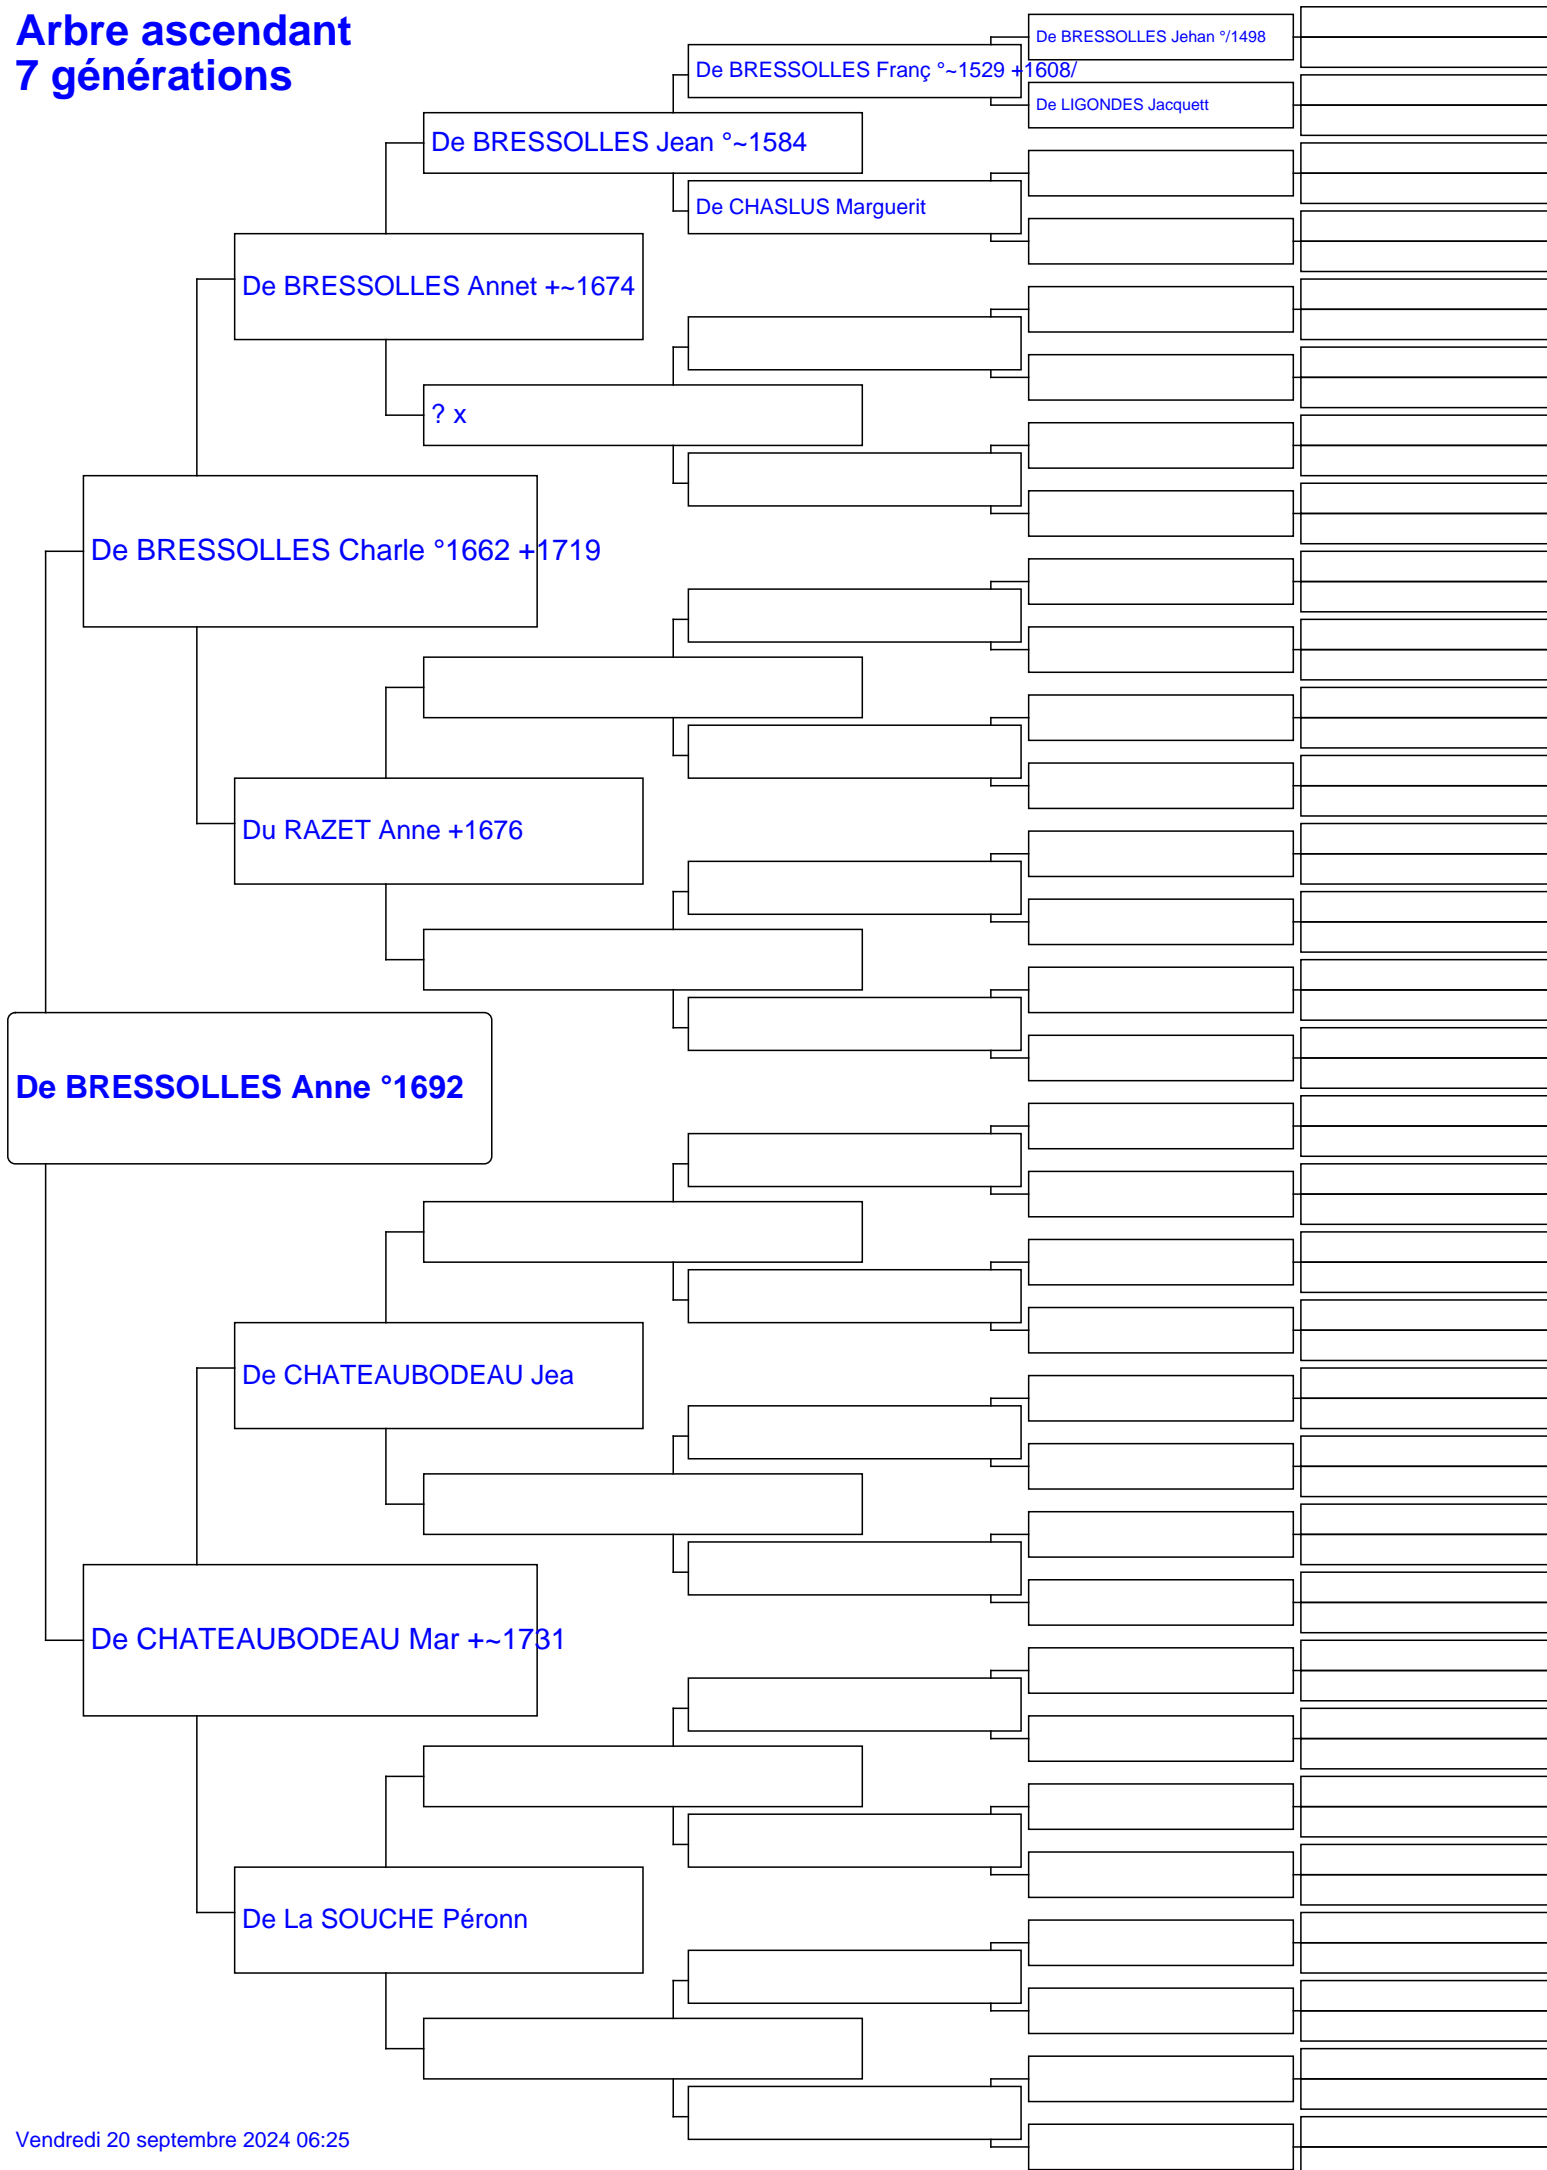 Arbre ascendant
7 générations
De BRESSOLLES Jehan °/1498
De BRESSOLLES Franç °~1529 +1608/
De LIGONDES Jacquett
De BRESSOLLES Jean °~1584
De CHASLUS Marguerit
De BRESSOLLES Annet +~1674
? x
De BRESSOLLES Charle °1662 +1719
Du RAZET Anne +1676
De BRESSOLLES Anne °1692
De CHATEAUBODEAU Jea
De CHATEAUBODEAU Mar +~1731
De La SOUCHE Péronn
Vendredi 20 septembre 2024 06:25